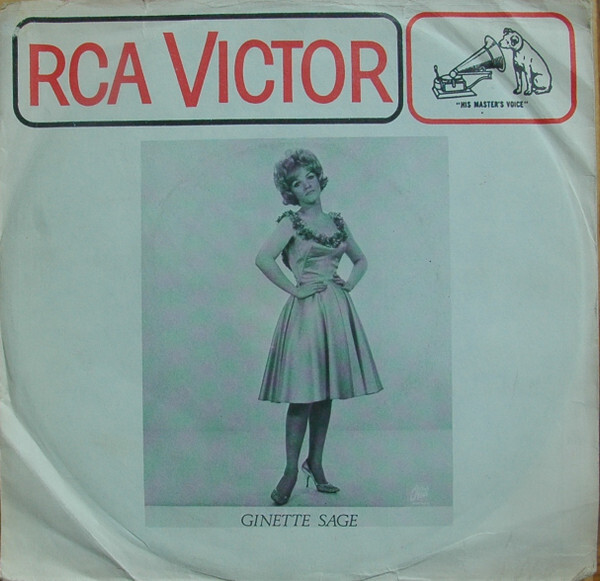 RCA VICTOR
"HIS MASTER'S VOICE"
GINETTE SAGE